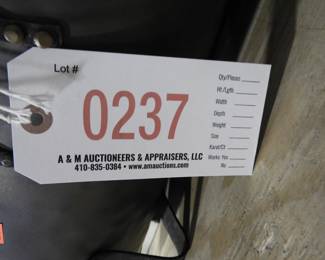 Lot #
0237
A & M AUCTIONEERS & APPRAISERS, LLC
410-835-0384 • www.amauctions.com
Qty/Pieces
Ht./Lgth.
Width
Depth
Weight
Size
Karat/Ct
Marks: Yes
No